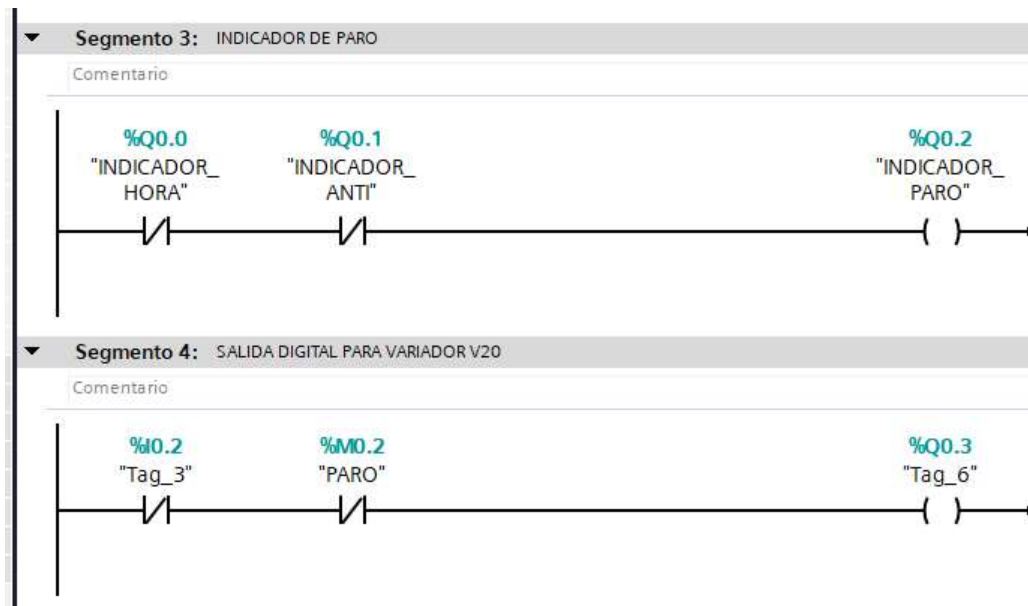 Segmento 3: INDICADOR DE PARO
Comentario
%Q0.0 %Q0.1 %Q0.2
"INDICADOR_ "INDICADOR_ "INDICADOR_
HORA" ANTI" PARO"
Segmento 4: SALIDA DIGITAL PARA VARIADOR V20
Comentario
%I0.2 %M0.2 %Q0.3
"Tag_3" "PARO" "Tag_6"